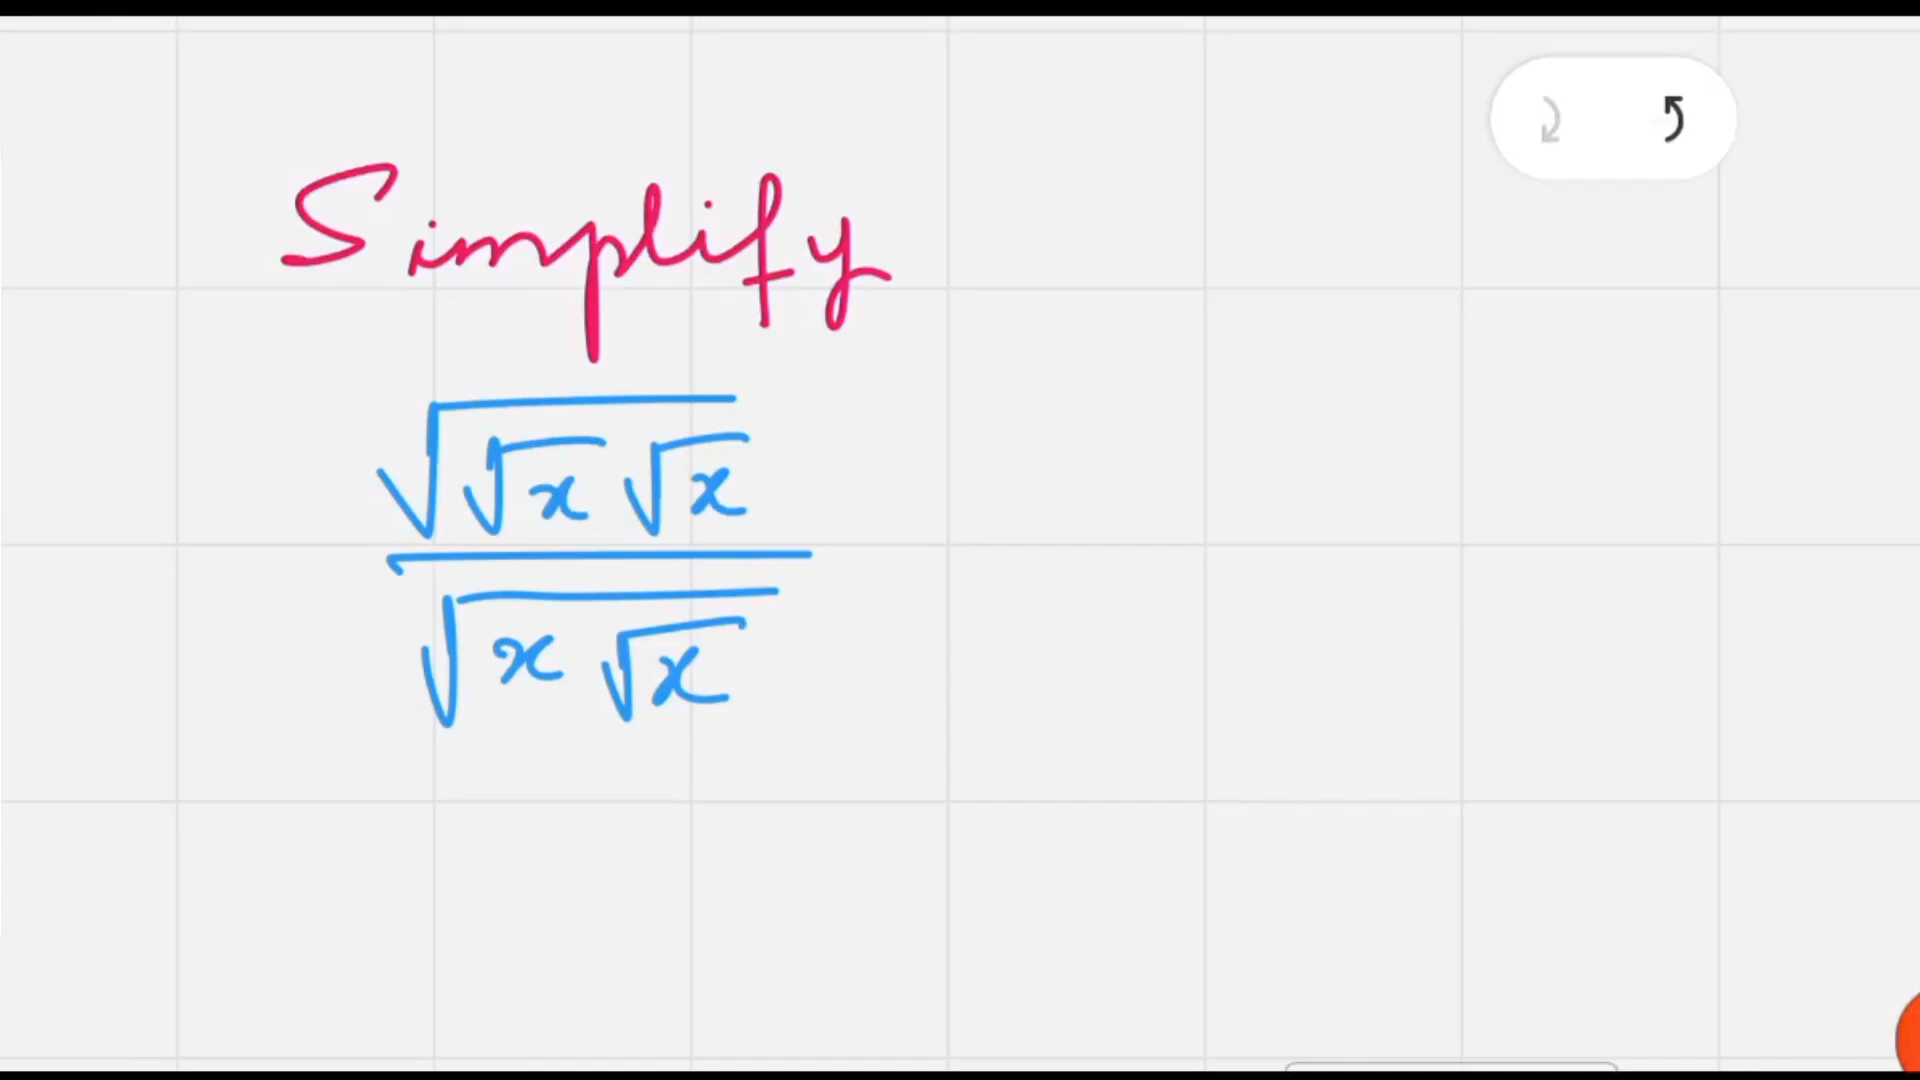 Simplify
√(√x √x)
/
√(x √x)